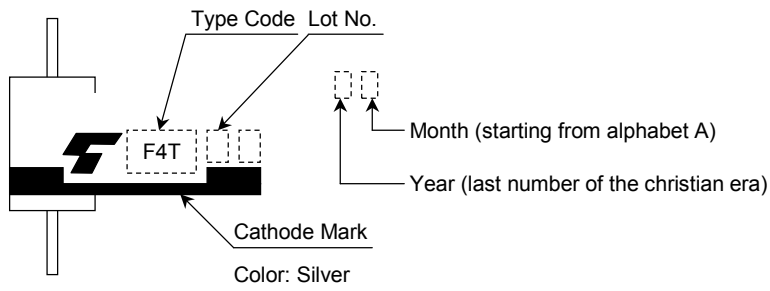 Type Code
Lot No.
F4T
Month (starting from alphabet A)
Year (last number of the christian era)
Cathode Mark
Color: Silver